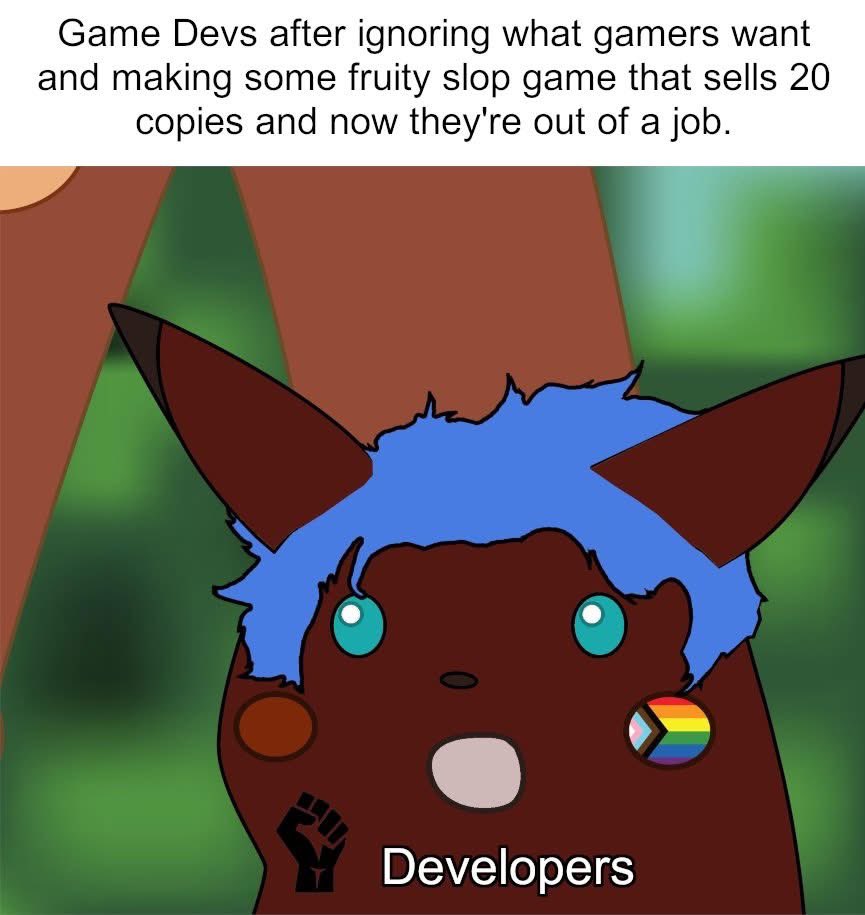 Game Devs after ignoring what gamers want
and making some fruity slop game that sells 20
copies and now they're out of a job.
Developers